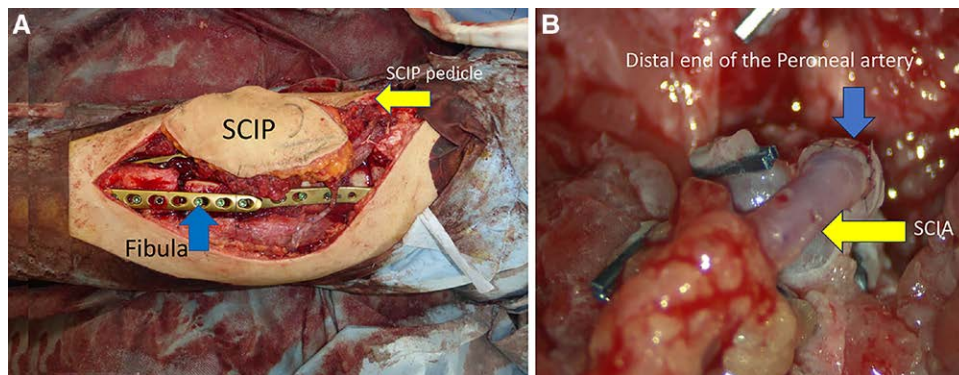 A
SCIP pedicle
SCIP
Fibula
B
Distal end of the Peroneal artery
SCIA